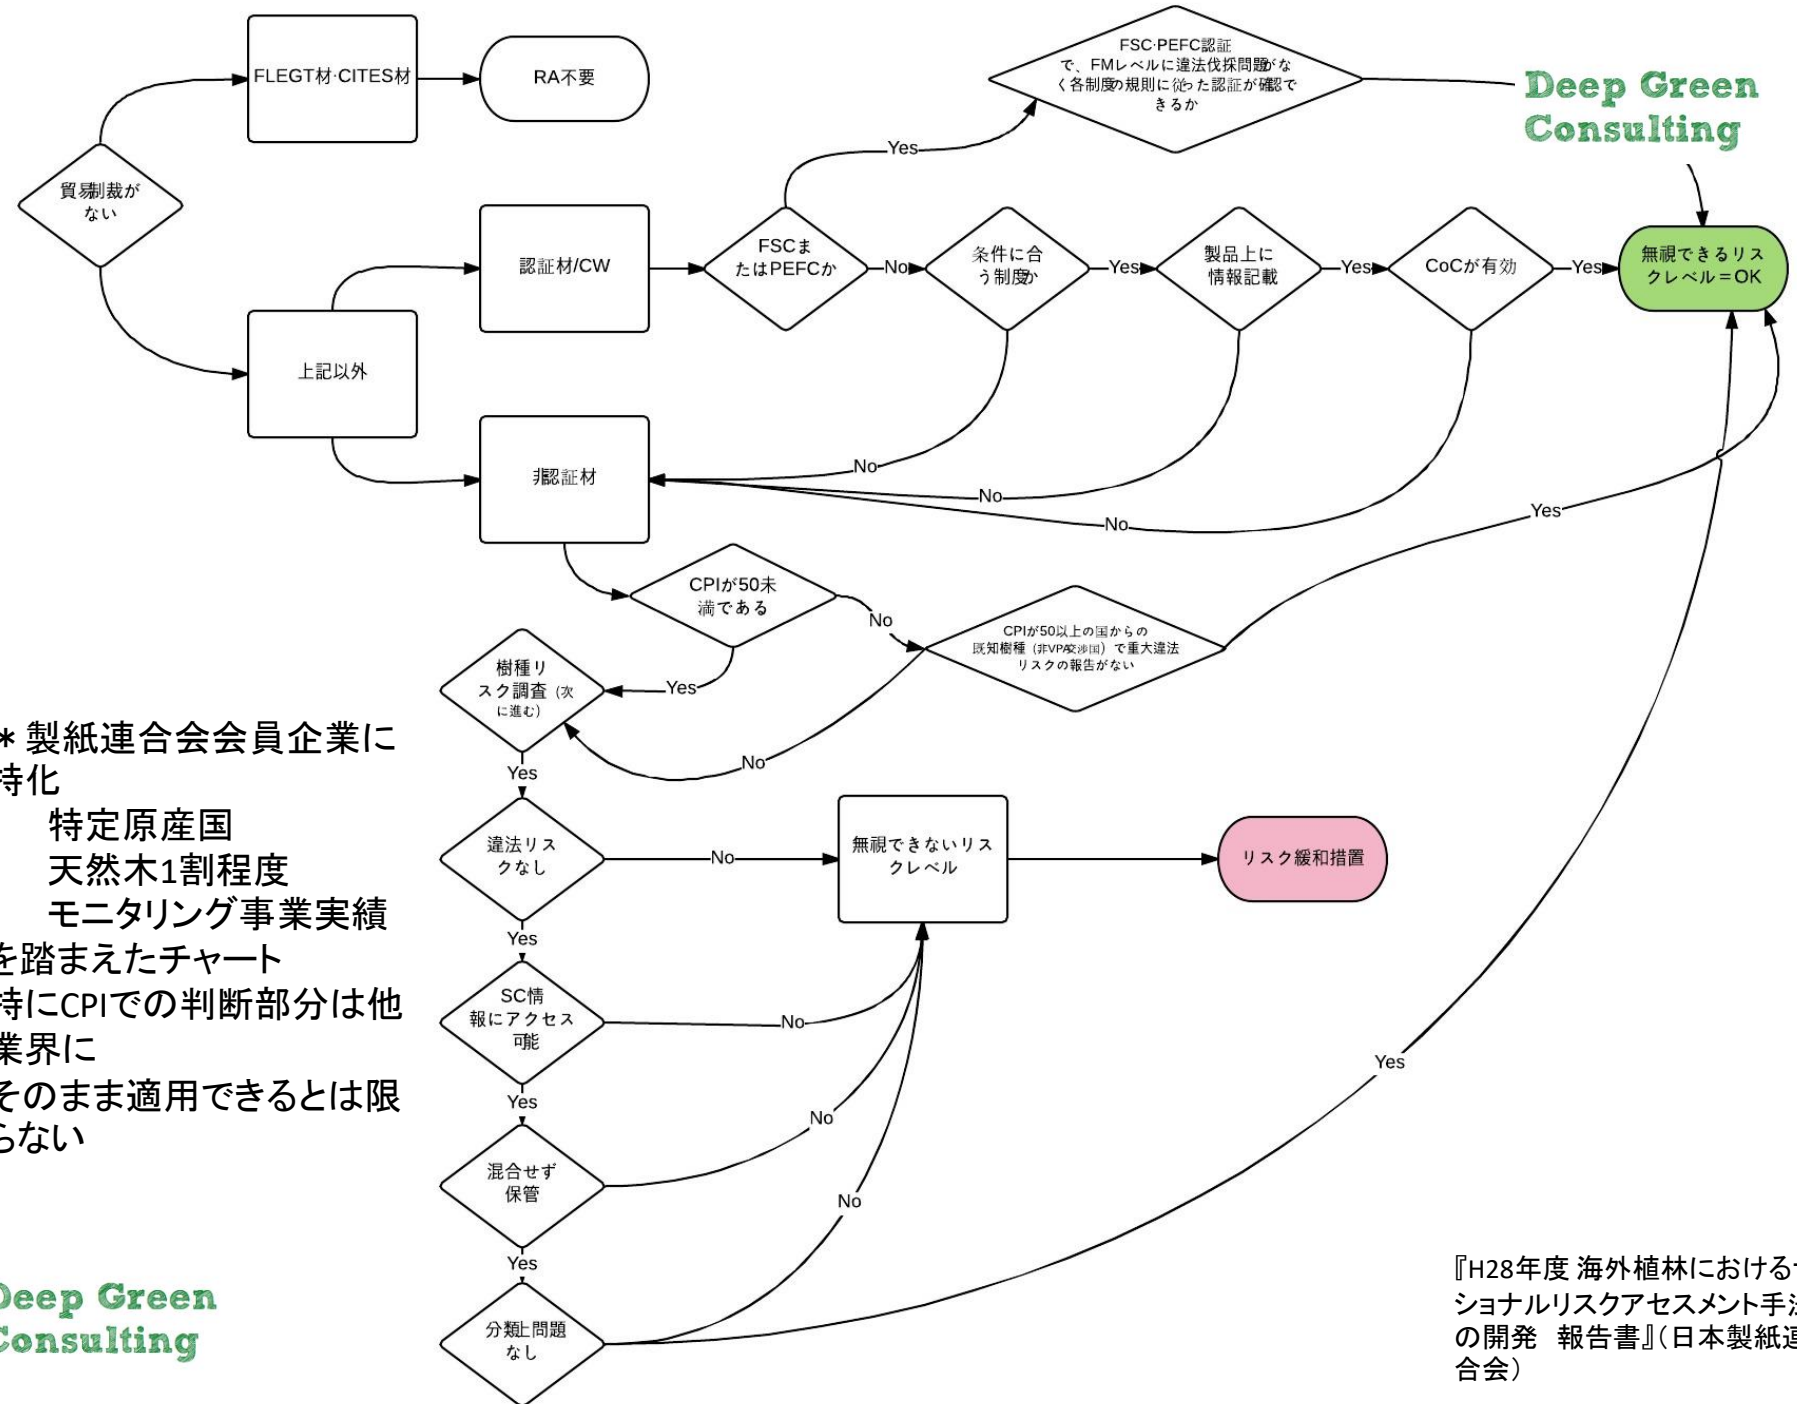 FSC·PEFC認証
で、FMレベルに違法伐採問題がな
く各制度の規則に従った認証が確認で
きるか
Deep Green
Consulting
FLEGT材·CITES材
RA不要
Yes
貿易制裁が
ない
認証材/CW
FSCま
たはPEFCか
No
条件に合
う制度か
Yes
製品上に
情報記載
Yes
CoCが有効
Yes
無視できるリス
クレベル＝OK
上記以外
非認証材
No
No
No
Yes
CPIが50未
満である
No
CPIが50以上の国からの
既知樹種（非VPA交渉国）で重大違法
リスクの報告がない
樹種リ
スク調査（次
に進む）
Yes
No
Yes
＊製紙連合会会員企業に
特化
特定原産国
天然木1割程度
モニタリング事業実績
を踏まえたチャート
特にCPIでの判断部分は他
業界に
そのまま適用できるとは限
らない
違法リス
クなし
No
無視できないリス
クレベル
リスク緩和措置
Yes
SC情
報にアクセス
可能
No
Yes
Yes
混合せず
保管
No
Yes
No
分類上問題
なし
Deep Green
Consulting
『H28年度 海外植林における
ショナルリスクアセスメント手法
の開発　報告書』（日本製紙連
合会）